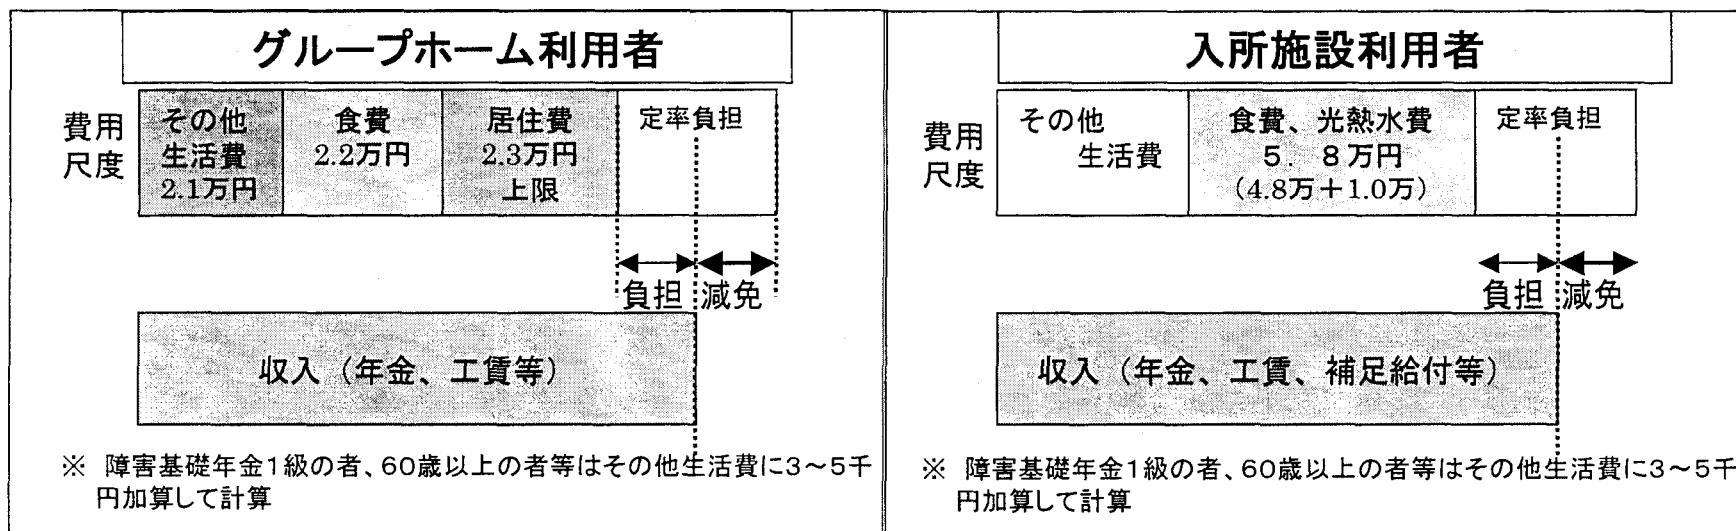 グループホーム利用者
費用
尺度
その他
生活費
2.1万円
食費
2.2万円
居住費
2.3万円
上限
定率負担
負担
減免
収入（年金、工賃等）
※ 障害基礎年金1級の者、60歳以上の者等はその他生活費に3～5千
円加算して計算
入所施設利用者
費用
尺度
その他
生活費
食費、光熱水費
5．8万円
（4.8万＋1.0万）
定率負担
負担
減免
収入（年金、工賃、補足給付等）
※ 障害基礎年金1級の者、60歳以上の者等はその他生活費に3～5千
円加算して計算